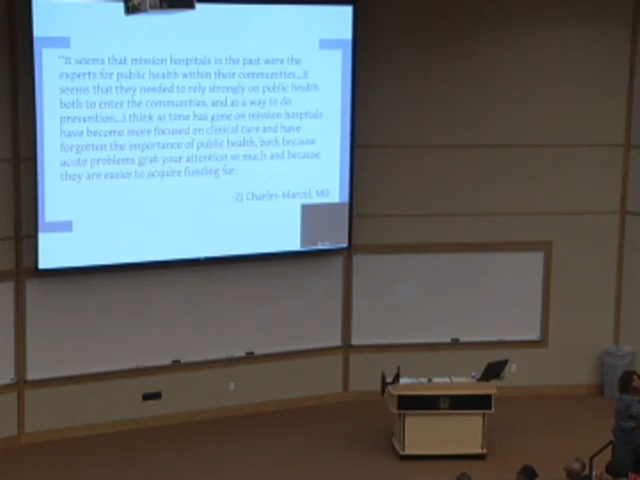 "It seems that mission hospitals in the past were the
experts for public health within their communities...It
seems that they needed to rely strongly on public health
both to enter the communities, and as a way to do
prevention...I think as time has gone on mission hospitals
have become more focused on clinical care and have
forgotten the importance of public health, both because
acute problems grab your attention so much and because
they are easier to acquire funding for.
-ZJ Charles-Marcel, MD